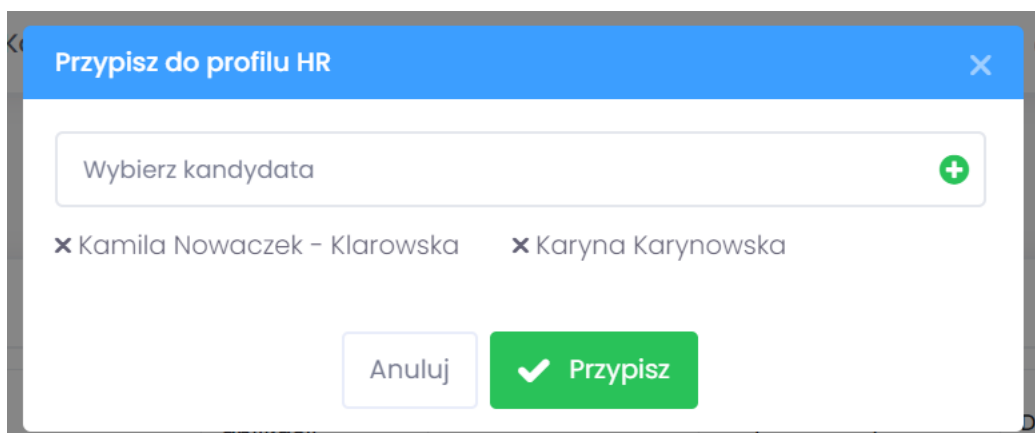 Przypisz do profilu HR
Wybierz kandydata
Kamila Nowaczek - Klarowska Karyna Karynowska
Anuluj Przypisz